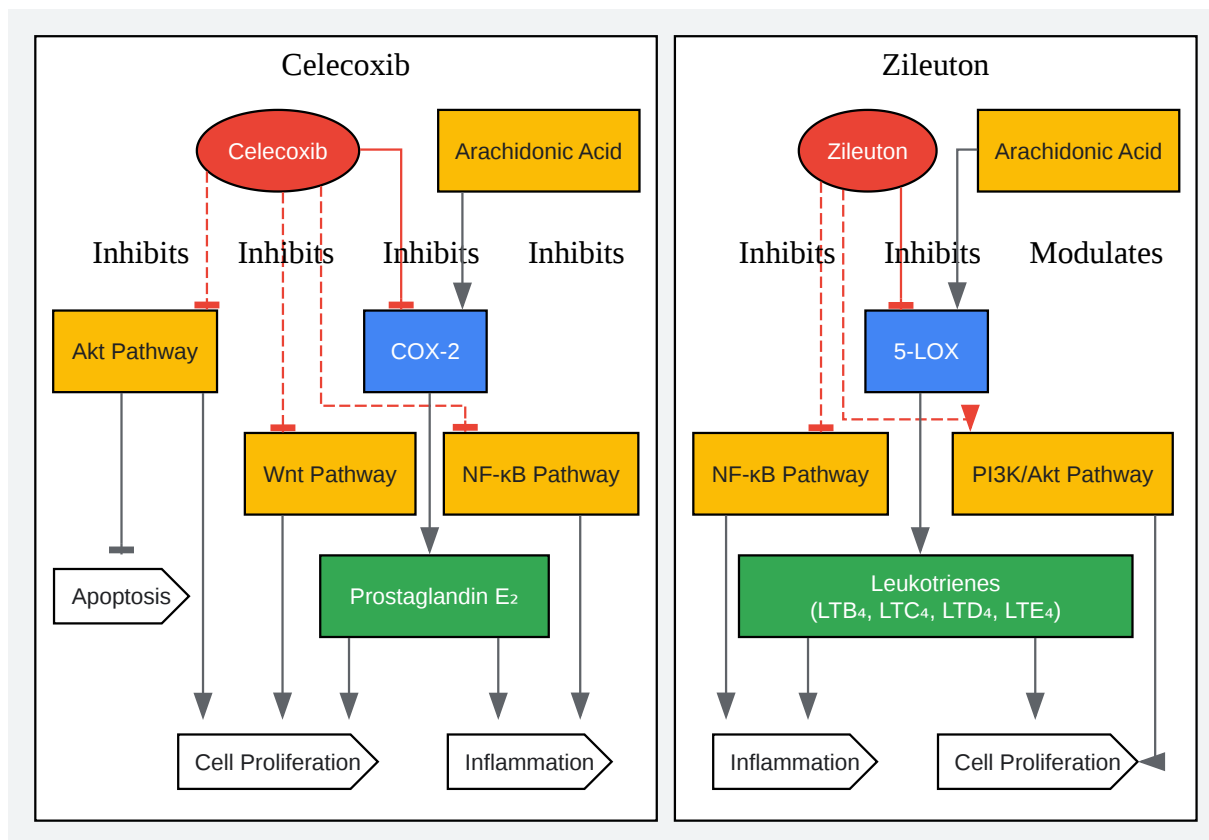 Celecoxib
Celecoxib
Arachidonic Acid
Inhibits
Inhibits
Inhibits
Inhibits
Akt Pathway
COX-2
Wnt Pathway
NF-κB Pathway
Apoptosis
Prostaglandin E₂
Cell Proliferation
Inflammation
Zileuton
Zileuton
Arachidonic Acid
Inhibits
Inhibits
Modulates
5-LOX
NF-κB Pathway
PI3K/Akt Pathway
Leukotrienes
(LTB₄, LTC₄, LTD₄, LTE₄)
Inflammation
Cell Proliferation